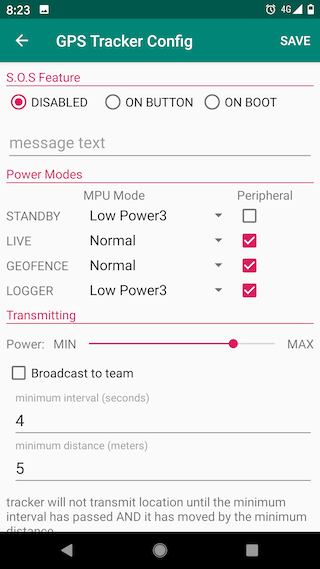 8:23 4G
GPS Tracker Config SAVE
S.O.S Feature
DISABLED ON BUTTON ON BOOT
message text
Power Modes
MPU Mode Peripheral
STANDBY Low Power3
LIVE Normal
GEOFENCE Normal
LOGGER Low Power3
Transmitting
Power: MIN MAX
Broadcast to team
minimum interval (seconds)
4
minimum distance (meters)
5
tracker will not transmit location until the minimum
interval has passed AND it has moved by the minimum
distance